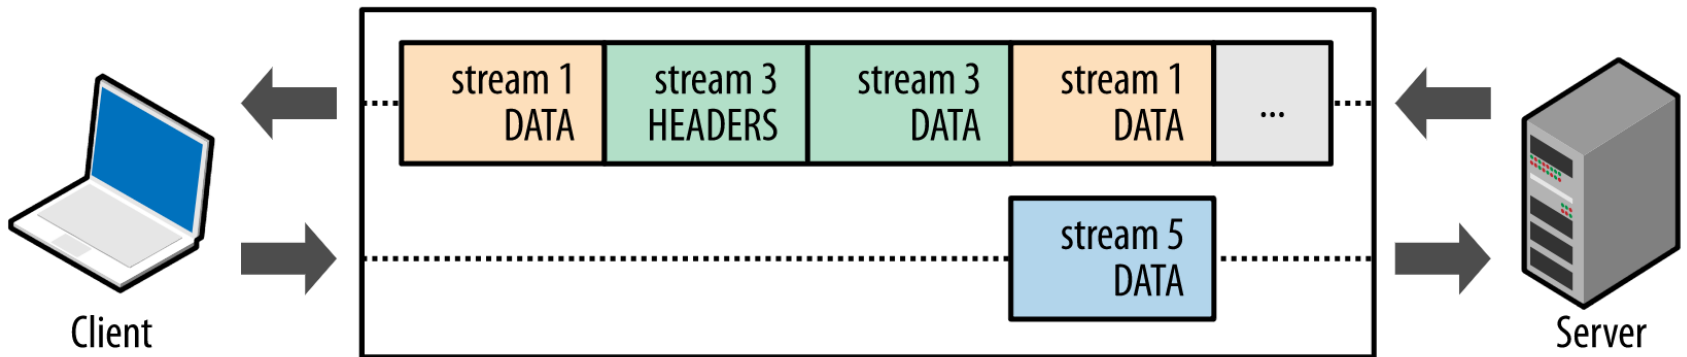 stream 1
DATA
stream 3
HEADERS
stream 3
DATA
stream 1
DATA
...
stream 5
DATA
Client
Server